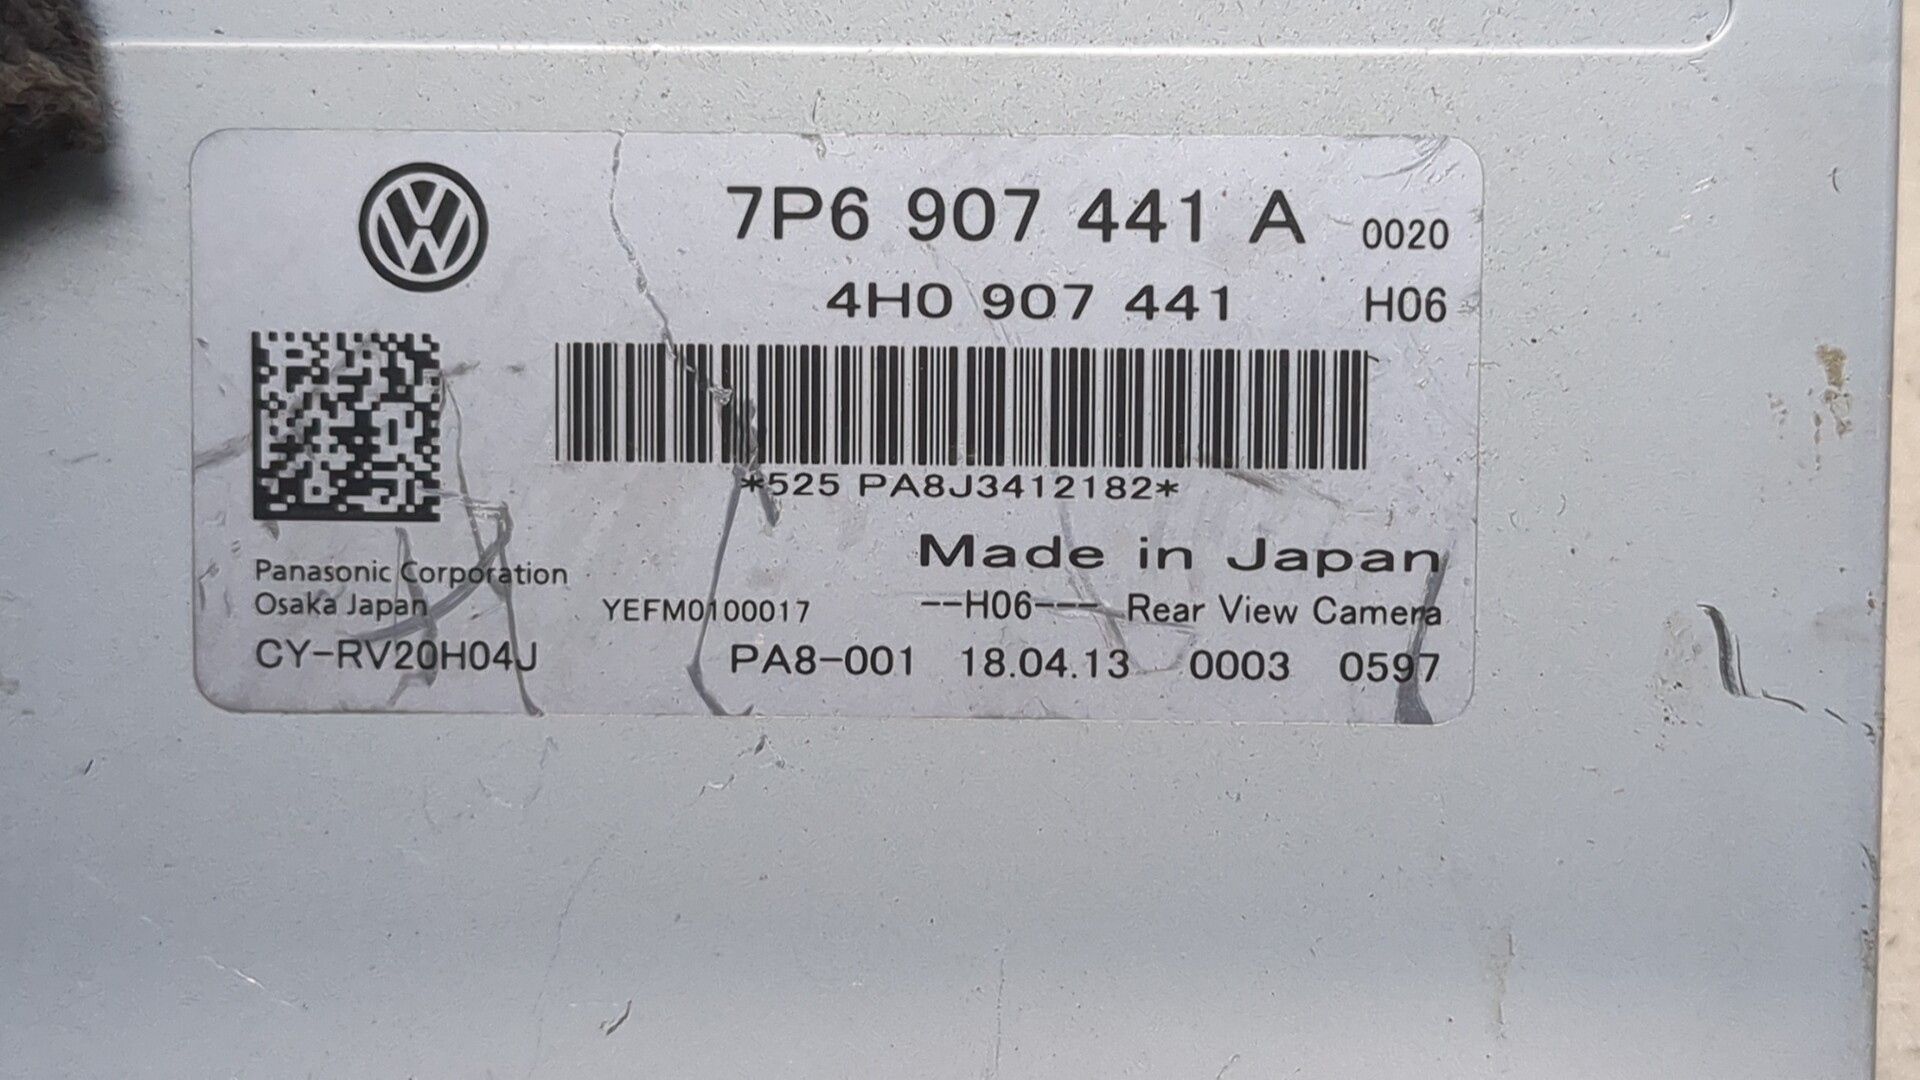 7P6 907 441 A 0020
4H0 907 441 H06
*525 PA8J3412182*
Made in Japan
Panasonic Corporation
Osaka Japan YEFM0100017 --H06--- Rear View Camera
CY-RV20H04J PA8-001 18.04.13 0003 0597